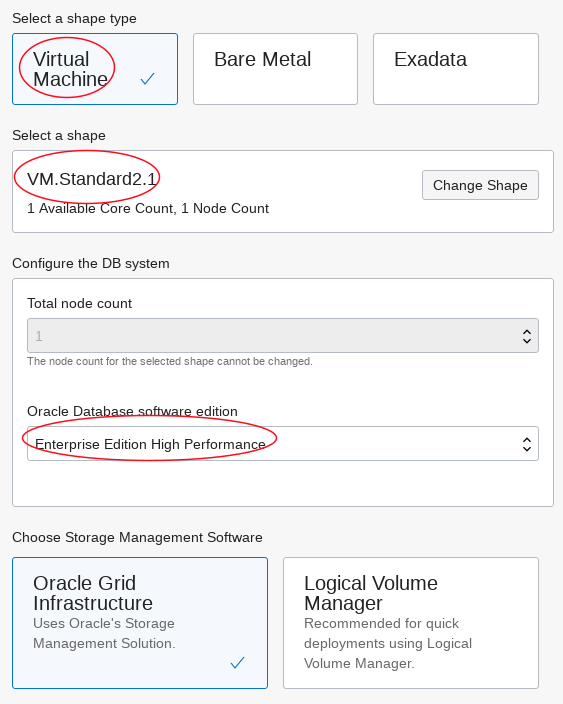 Select a shape type
Virtual
Machine
Bare Metal
Exadata
Select a shape
VM.Standard2.1
Change Shape
1 Available Core Count, 1 Node Count
Configure the DB system
Total node count
1
The node count for the selected shape cannot be changed.
Oracle Database software edition
Enterprise Edition High Performance
Choose Storage Management Software
Oracle Grid
Infrastructure
Uses Oracle's Storage
Management Solution.
Logical Volume
Manager
Recommended for quick
deployments using Logical
Volume Manager.